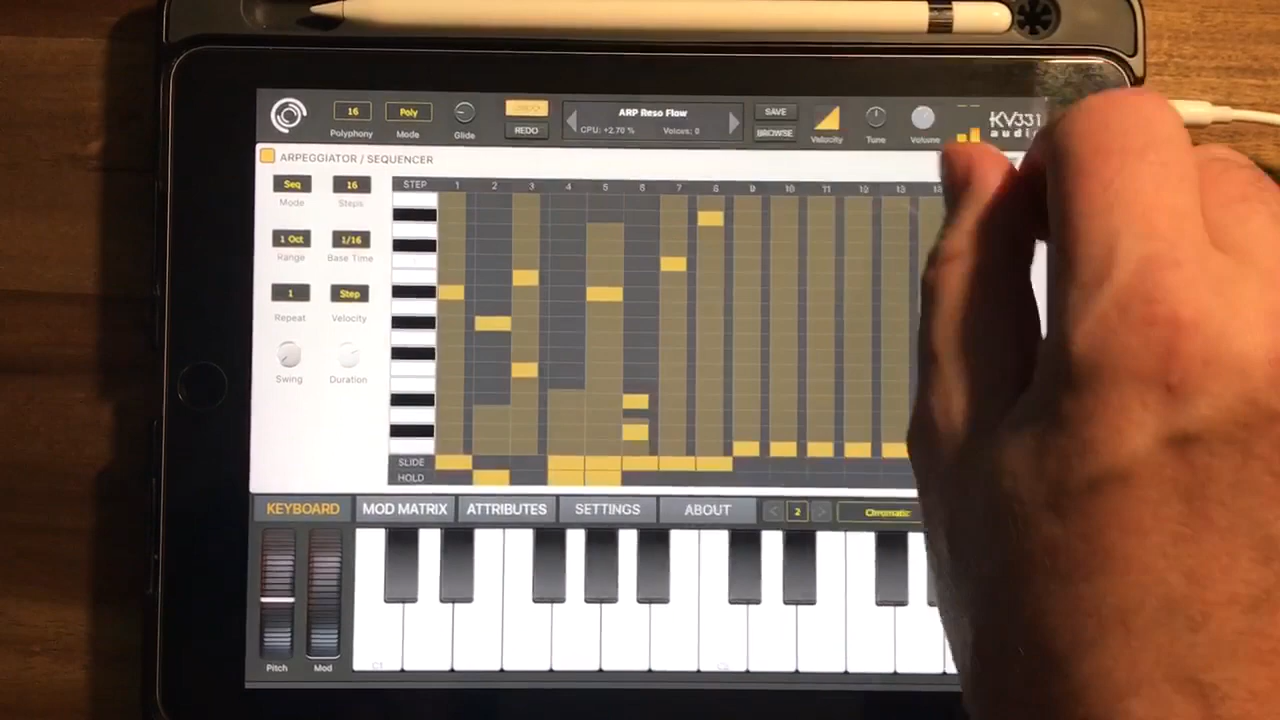 16 Poly UNDO ARP Reso Flow SAVE KV331
Polyphony Mode Glide REDO CPU: +2.70 % Voices: 0 BROWSE Velocity Tune Volume audio
ARPEGGIATOR / SEQUENCER
Seq 16 STEP 1 2 3 4 5 6 7 8 9 10 11 12 13
Mode Steps
1 Oct 1/16
Range Base Time
1 Step
Repeat Velocity
Swing Duration
SLIDE
HOLD
KEYBOARD MOD MATRIX ATTRIBUTES SETTINGS ABOUT < 2 > Chromatic
Pitch Mod C1